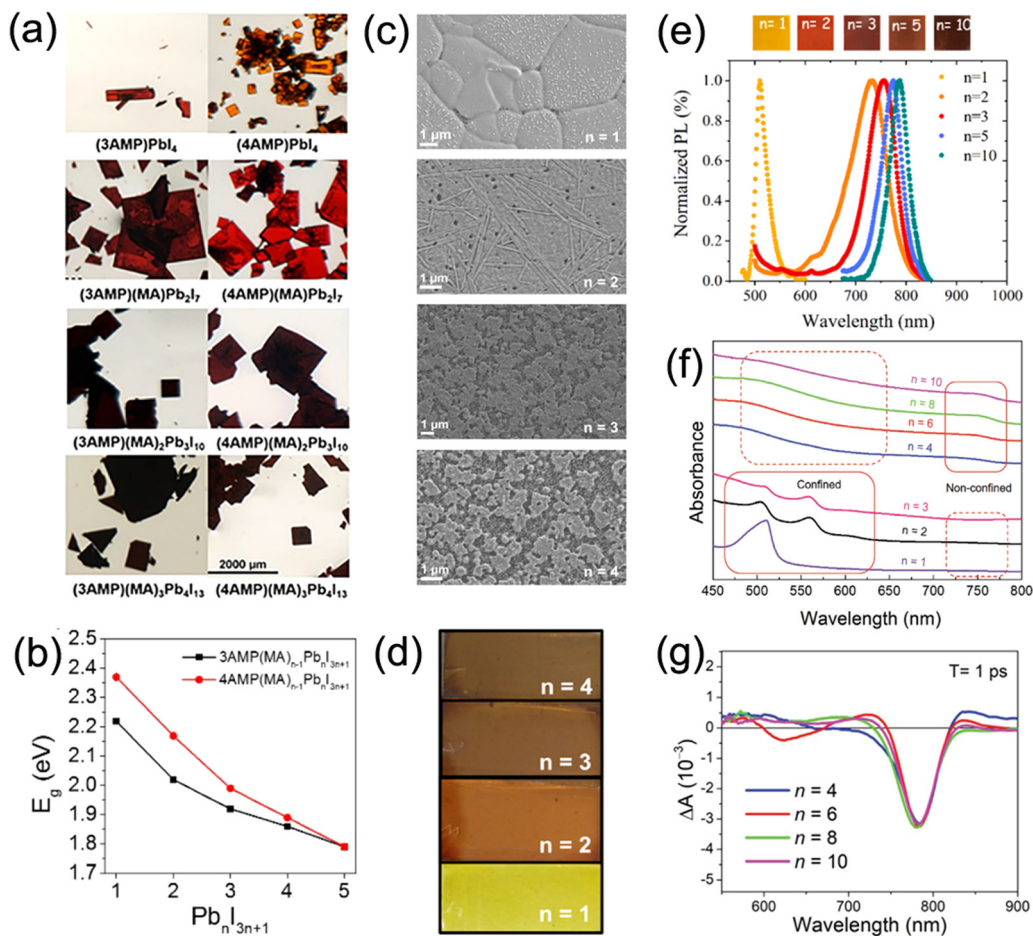 (a)
(3AMP)PbI₄ (4AMP)PbI₄
(3AMP)(MA)Pb₂I₇ (4AMP)(MA)Pb₂I₇
(3AMP)(MA)₂Pb₃I₁₀ (4AMP)(MA)₂Pb₃I₁₀
2000 μm
(3AMP)(MA)₃Pb₄I₁₃ (4AMP)(MA)₃Pb₄I₁₃
(b)
2.5
2.4
2.3
2.2
2.1
2.0
1.9
1.8
1.7
E_g (eV)
3AMP(MA)ₙ₋₁PbₙI₃ₙ₊₁
4AMP(MA)ₙ₋₁PbₙI₃ₙ₊₁
1 2 3 4 5
PbₙI₃ₙ₊₁
(c)
1 μm n = 1
1 μm n = 2
1 μm n = 3
1 μm n = 4
(d)
n = 4
n = 3
n = 2
n = 1
(e)
n= 1 n= 2 n= 3 n= 5 n= 10
Normalized PL (%)
1.0
0.8
0.6
0.4
0.2
0.0
n=1
n=2
n=3
n=5
n=10
500 600 700 800 900 1000
Wavelength (nm)
(f)
Absorbance
n = 10
n = 8
n = 6
n = 4
Confined Non-confined
n = 3
n = 2
n = 1
450 500 550 600 650 700 750 800
Wavelength (nm)
(g)
T= 1 ps
ΔA (10⁻³)
2
1
0
-1
-2
-3
-4
-5
n = 4
n = 6
n = 8
n = 10
600 700 800 900
Wavelength (nm)